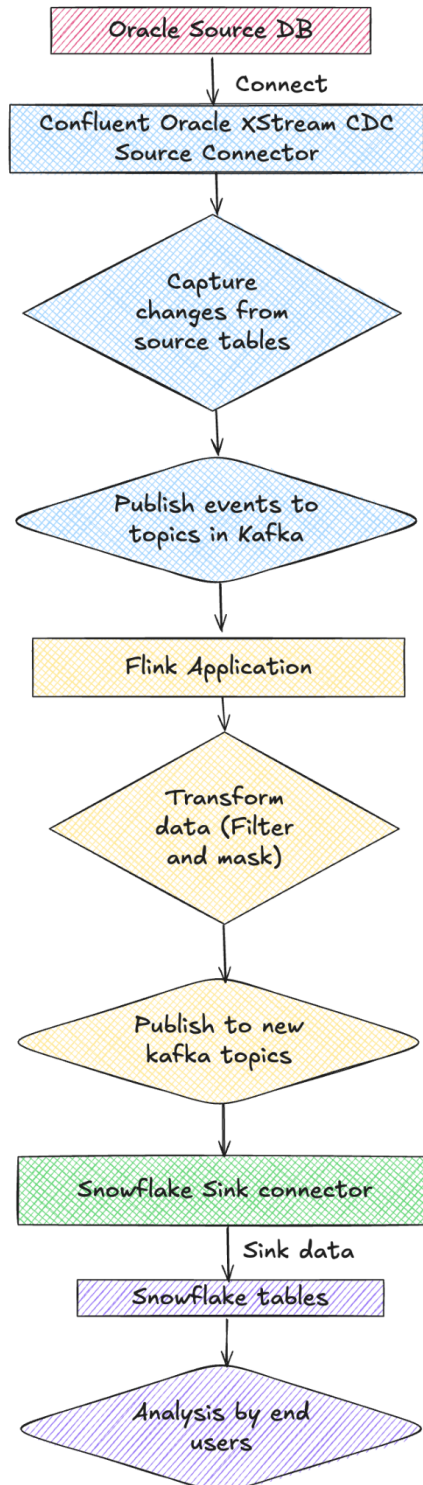 Oracle Source DB
Connect
Confluent Oracle XStream CDC
Source Connector
Capture
changes from
source tables
Publish events to
topics in Kafka
Flink Application
Transform
data (Filter
and mask)
Publish to new
kafka topics
Snowflake Sink connector
Sink data
Snowflake tables
Analysis by end
users